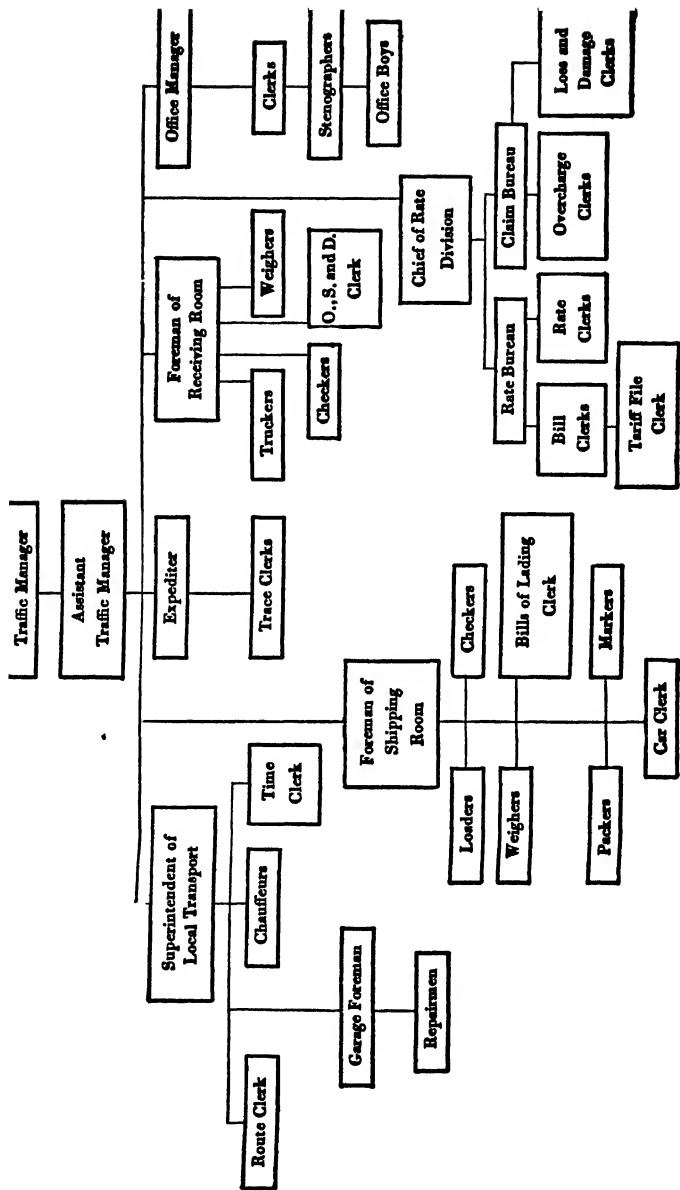 Traffic Manager
Assistant
Traffic Manager
Superintendent of
Local Transport
Expediter
Foreman of
Receiving Room
Office Manager
Route Clerk
Chauffeurs
Time
Clerk
Trace Clerks
Truckers
Weighers
Clerks
Checkers
O., S. and D.
Clerk
Stenographers
Garage Foreman
Foreman of
Shipping
Room
Office Boys
Repairmen
Chief of Rate
Division
Loaders
Checkers
Rate Bureau
Claim Bureau
Weighers
Bills of Lading
Clerk
Bill
Clerks
Rate
Clerks
Overcharge
Clerks
Loss and
Damage
Clerks
Packers
Markers
Tariff File
Clerk
Car Clerk